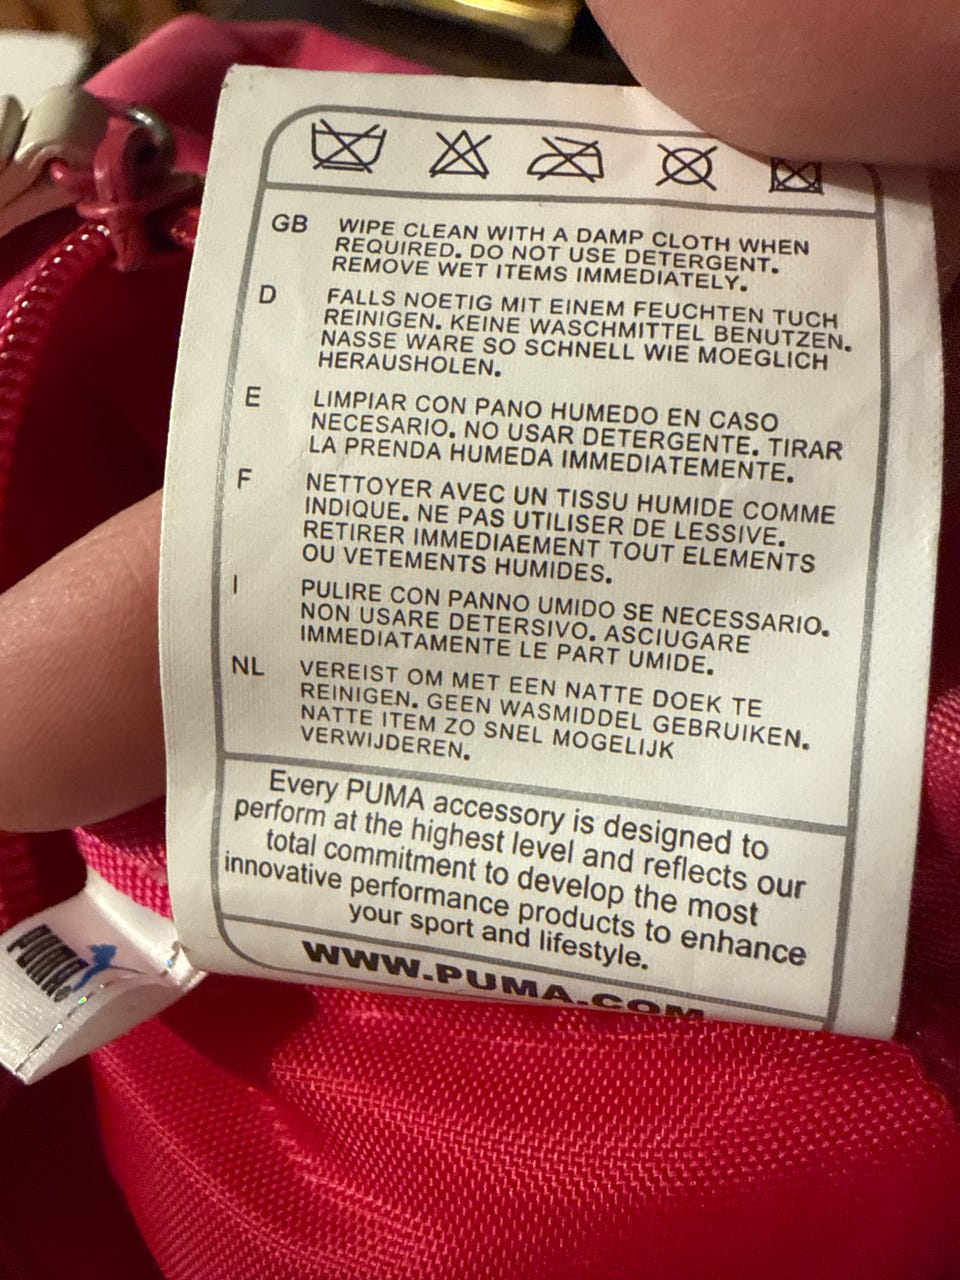 GB WIPE CLEAN WITH A DAMP CLOTH WHEN
REQUIRED. DO NOT USE DETERGENT.
REMOVE WET ITEMS IMMEDIATELY.
D FALLS NOETIG MIT EINEM FEUCHTEN TUCH
REINIGEN. KEINE WASCHMITTEL BENUTZEN.
NASSE WARE SO SCHNELL WIE MOEGLICH
HERAUSHOLEN.
E LIMPIAR CON PANO HUMEDO EN CASO
NECESARIO. NO USAR DETERGENTE. TIRAR
LA PRENDA HUMEDA IMMEDIATEMENTE.
F NETTOYER AVEC UN TISSU HUMIDE COMME
INDIQUE. NE PAS UTILISER DE LESSIVE.
RETIRER IMMEDIAEMENT TOUT ELEMENTS
OU VETEMENTS HUMIDES.
I PULIRE CON PANNO UMIDO SE NECESSARIO.
NON USARE DETERSIVO. ASCIUGARE
IMMEDIATAMENTE LE PART UMIDE.
NL VEREIST OM MET EEN NATTE DOEK TE
REINIGEN. GEEN WASMIDDEL GEBRUIKEN.
NATTE ITEM ZO SNEL MOGELIJK
VERWIJDEREN.
Every PUMA accessory is designed to
perform at the highest level and reflects our
total commitment to develop the most
innovative performance products to enhance
your sport and lifestyle.
WWW.PUMA.COM
PUMA®